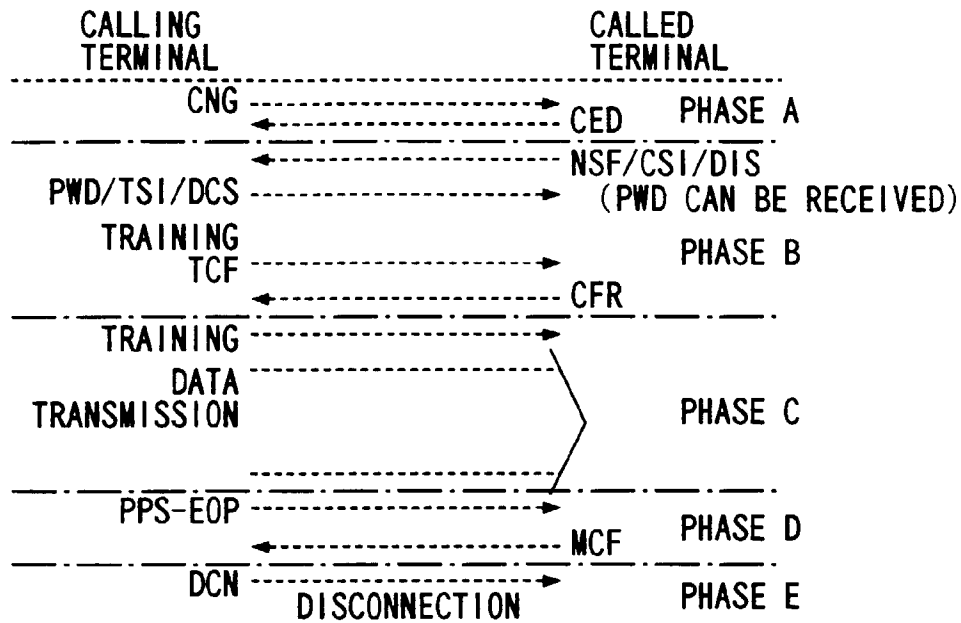 CALLING TERMINAL
CALLED TERMINAL
CNG
CED
PHASE A
NSF/CSI/DIS
PWD/TSI/DCS
(PWD CAN BE RECEIVED)
TRAINING
TCF
PHASE B
CFR
TRAINING
DATA
TRANSMISSION
PHASE C
PPS-EOP
MCF
PHASE D
DCN
DISCONNECTION
PHASE E